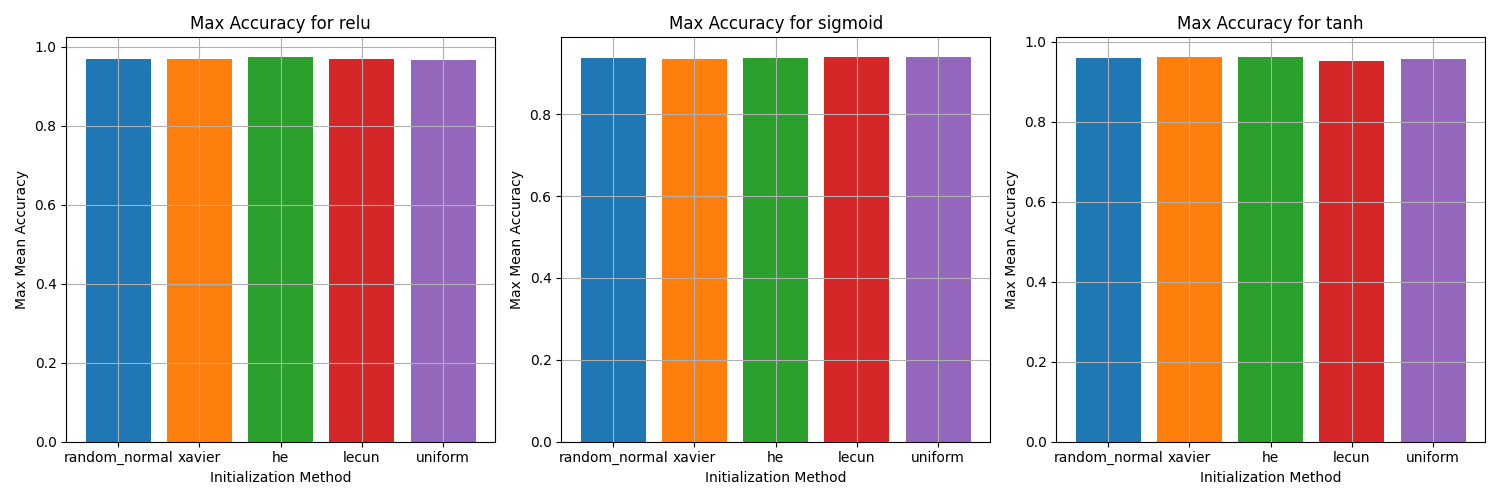 Max Accuracy for relu
Max Mean Accuracy
1.0
0.8
0.6
0.4
0.2
0.0
random_normal xavier he lecun uniform
Initialization Method
Max Accuracy for sigmoid
Max Mean Accuracy
0.8
0.6
0.4
0.2
0.0
random_normal xavier he lecun uniform
Initialization Method
Max Accuracy for tanh
Max Mean Accuracy
1.0
0.8
0.6
0.4
0.2
0.0
random_normal xavier he lecun uniform
Initialization Method